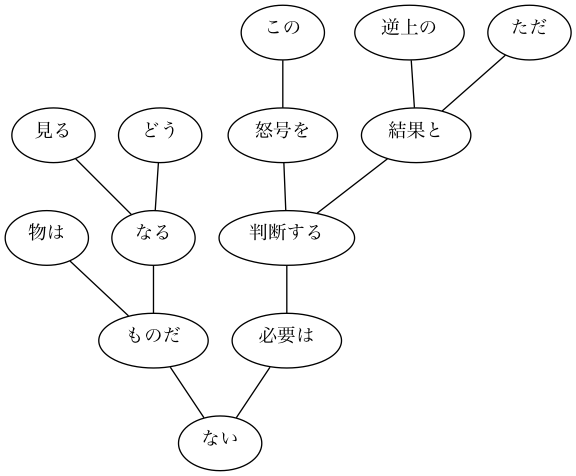 この 逆上の ただ
見る どう 怒号を 結果と
物は なる 判断する
ものだ 必要は
ない